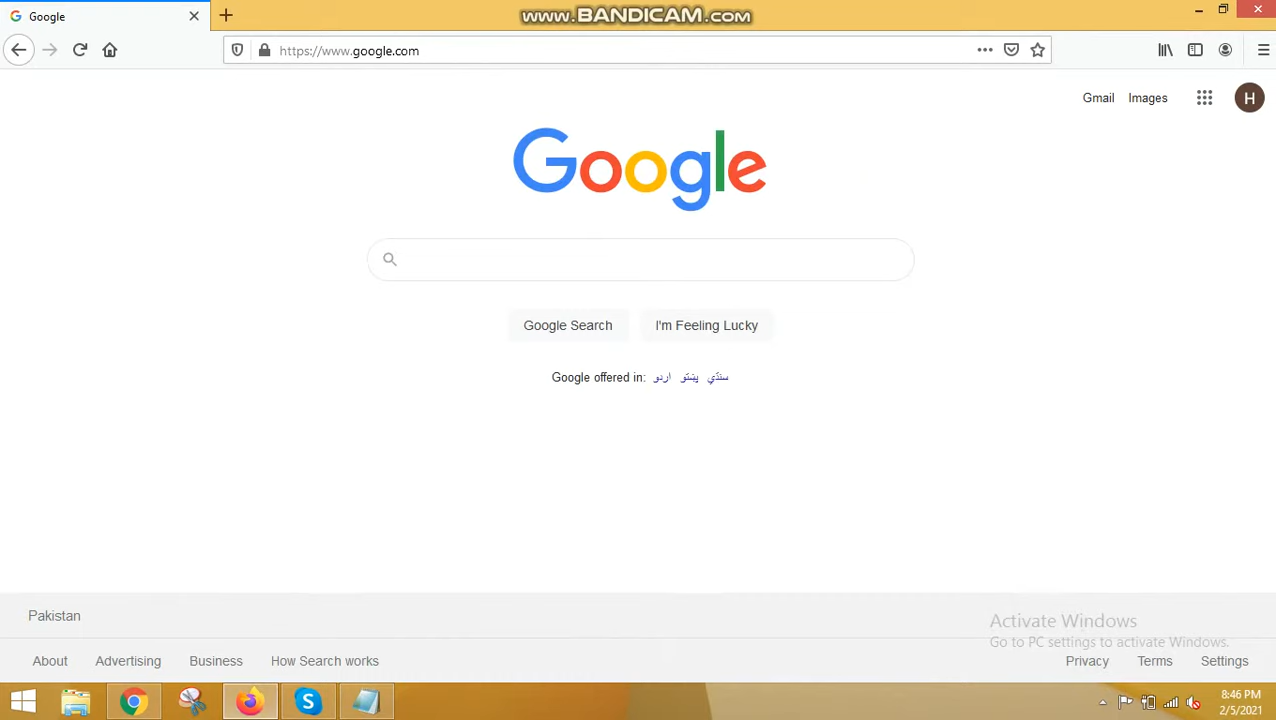 Google
www.BANDICAM.com
https://www.google.com
Gmail Images
H
Google
Google Search I'm Feeling Lucky
Google offered in: اردو پښتو سنڌي
Pakistan
Activate Windows
Go to PC settings to activate Windows.
About Advertising Business How Search works Privacy Terms Settings
8:46 PM
2/5/2021